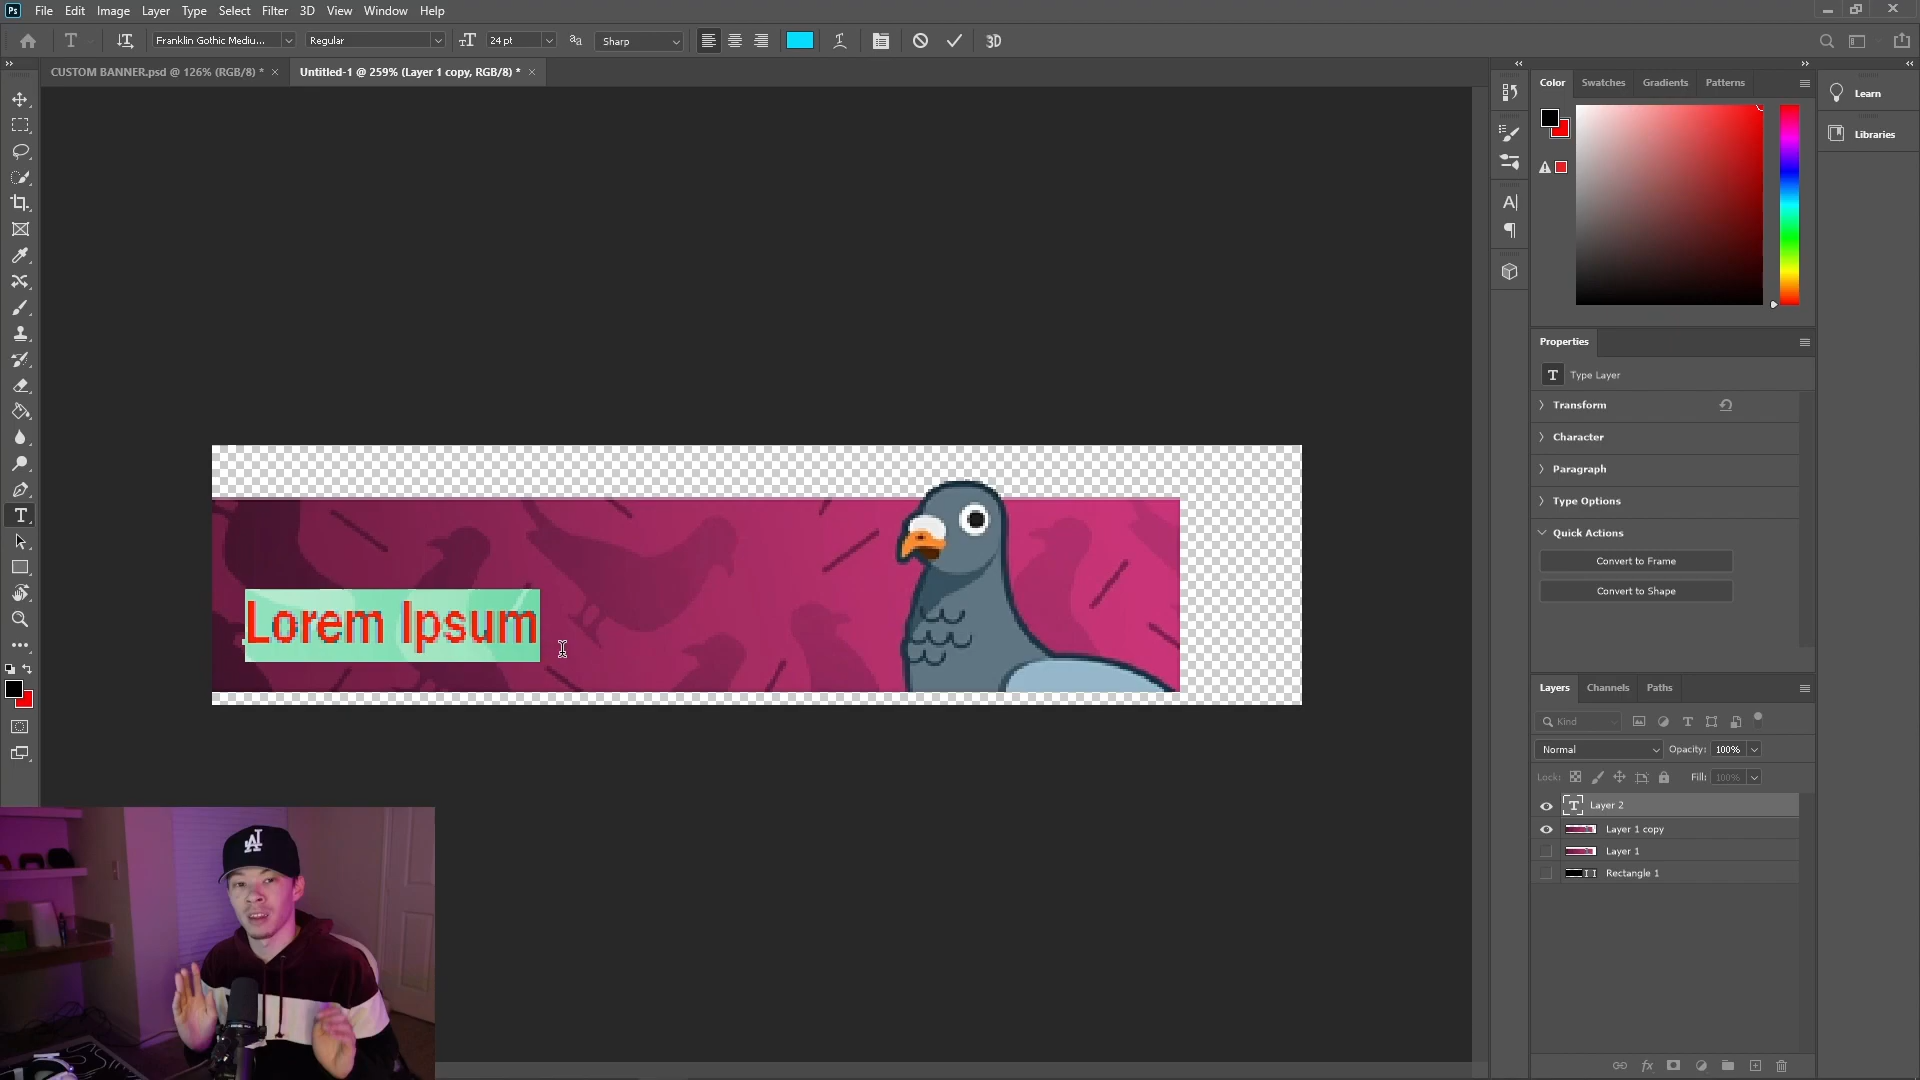 Ps File Edit Image Layer Type Select Filter 3D View Window Help
Franklin Gothic Mediu... Regular 24 pt Sharp 3D
CUSTOM BANNER.psd @ 126% (RGB/8) * × Untitled-1 @ 259% (Layer 1 copy, RGB/8) * ×
Color Swatches Gradients Patterns
Learn
Libraries
Properties
T Type Layer
Transform
Character
Paragraph
Type Options
Quick Actions
Convert to Frame
Convert to Shape
Lorem Ipsum
Layers Channels Paths
Kind
Normal Opacity: 100%
Lock: Fill: 100%
T Layer 2
Layer 1 copy
Layer 1
Rectangle 1
fx